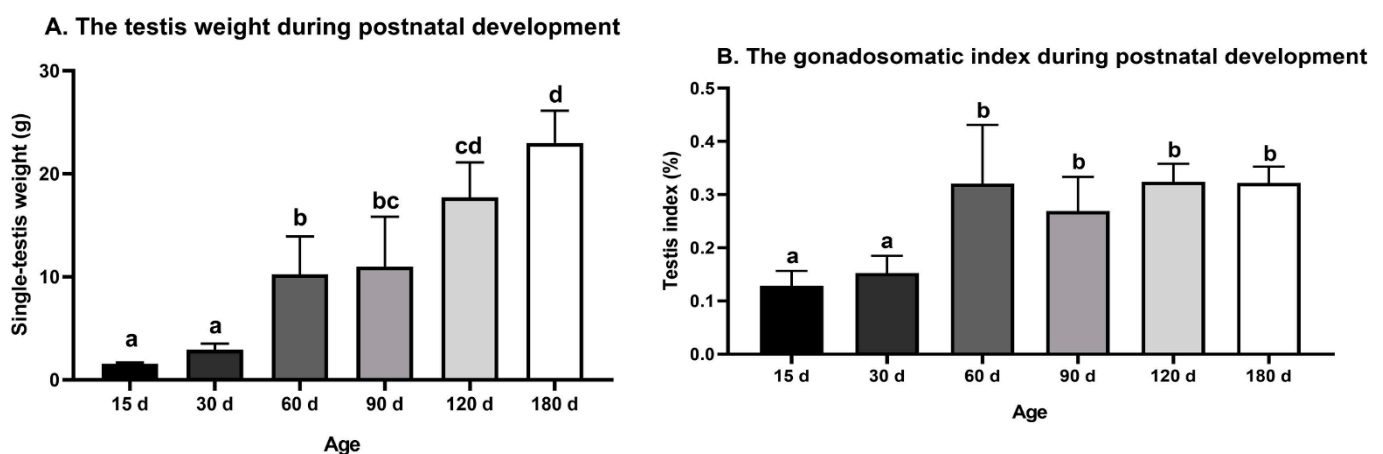 A. The testis weight during postnatal development
Single-testis weight (g)
30
20
10
0
a
a
b
bc
cd
d
15 d 30 d 60 d 90 d 120 d 180 d
Age
B. The gonadosomatic index during postnatal development
Testis index (%)
0.5
0.4
0.3
0.2
0.1
0.0
a
a
b
b
b
b
15 d 30 d 60 d 90 d 120 d 180 d
Age